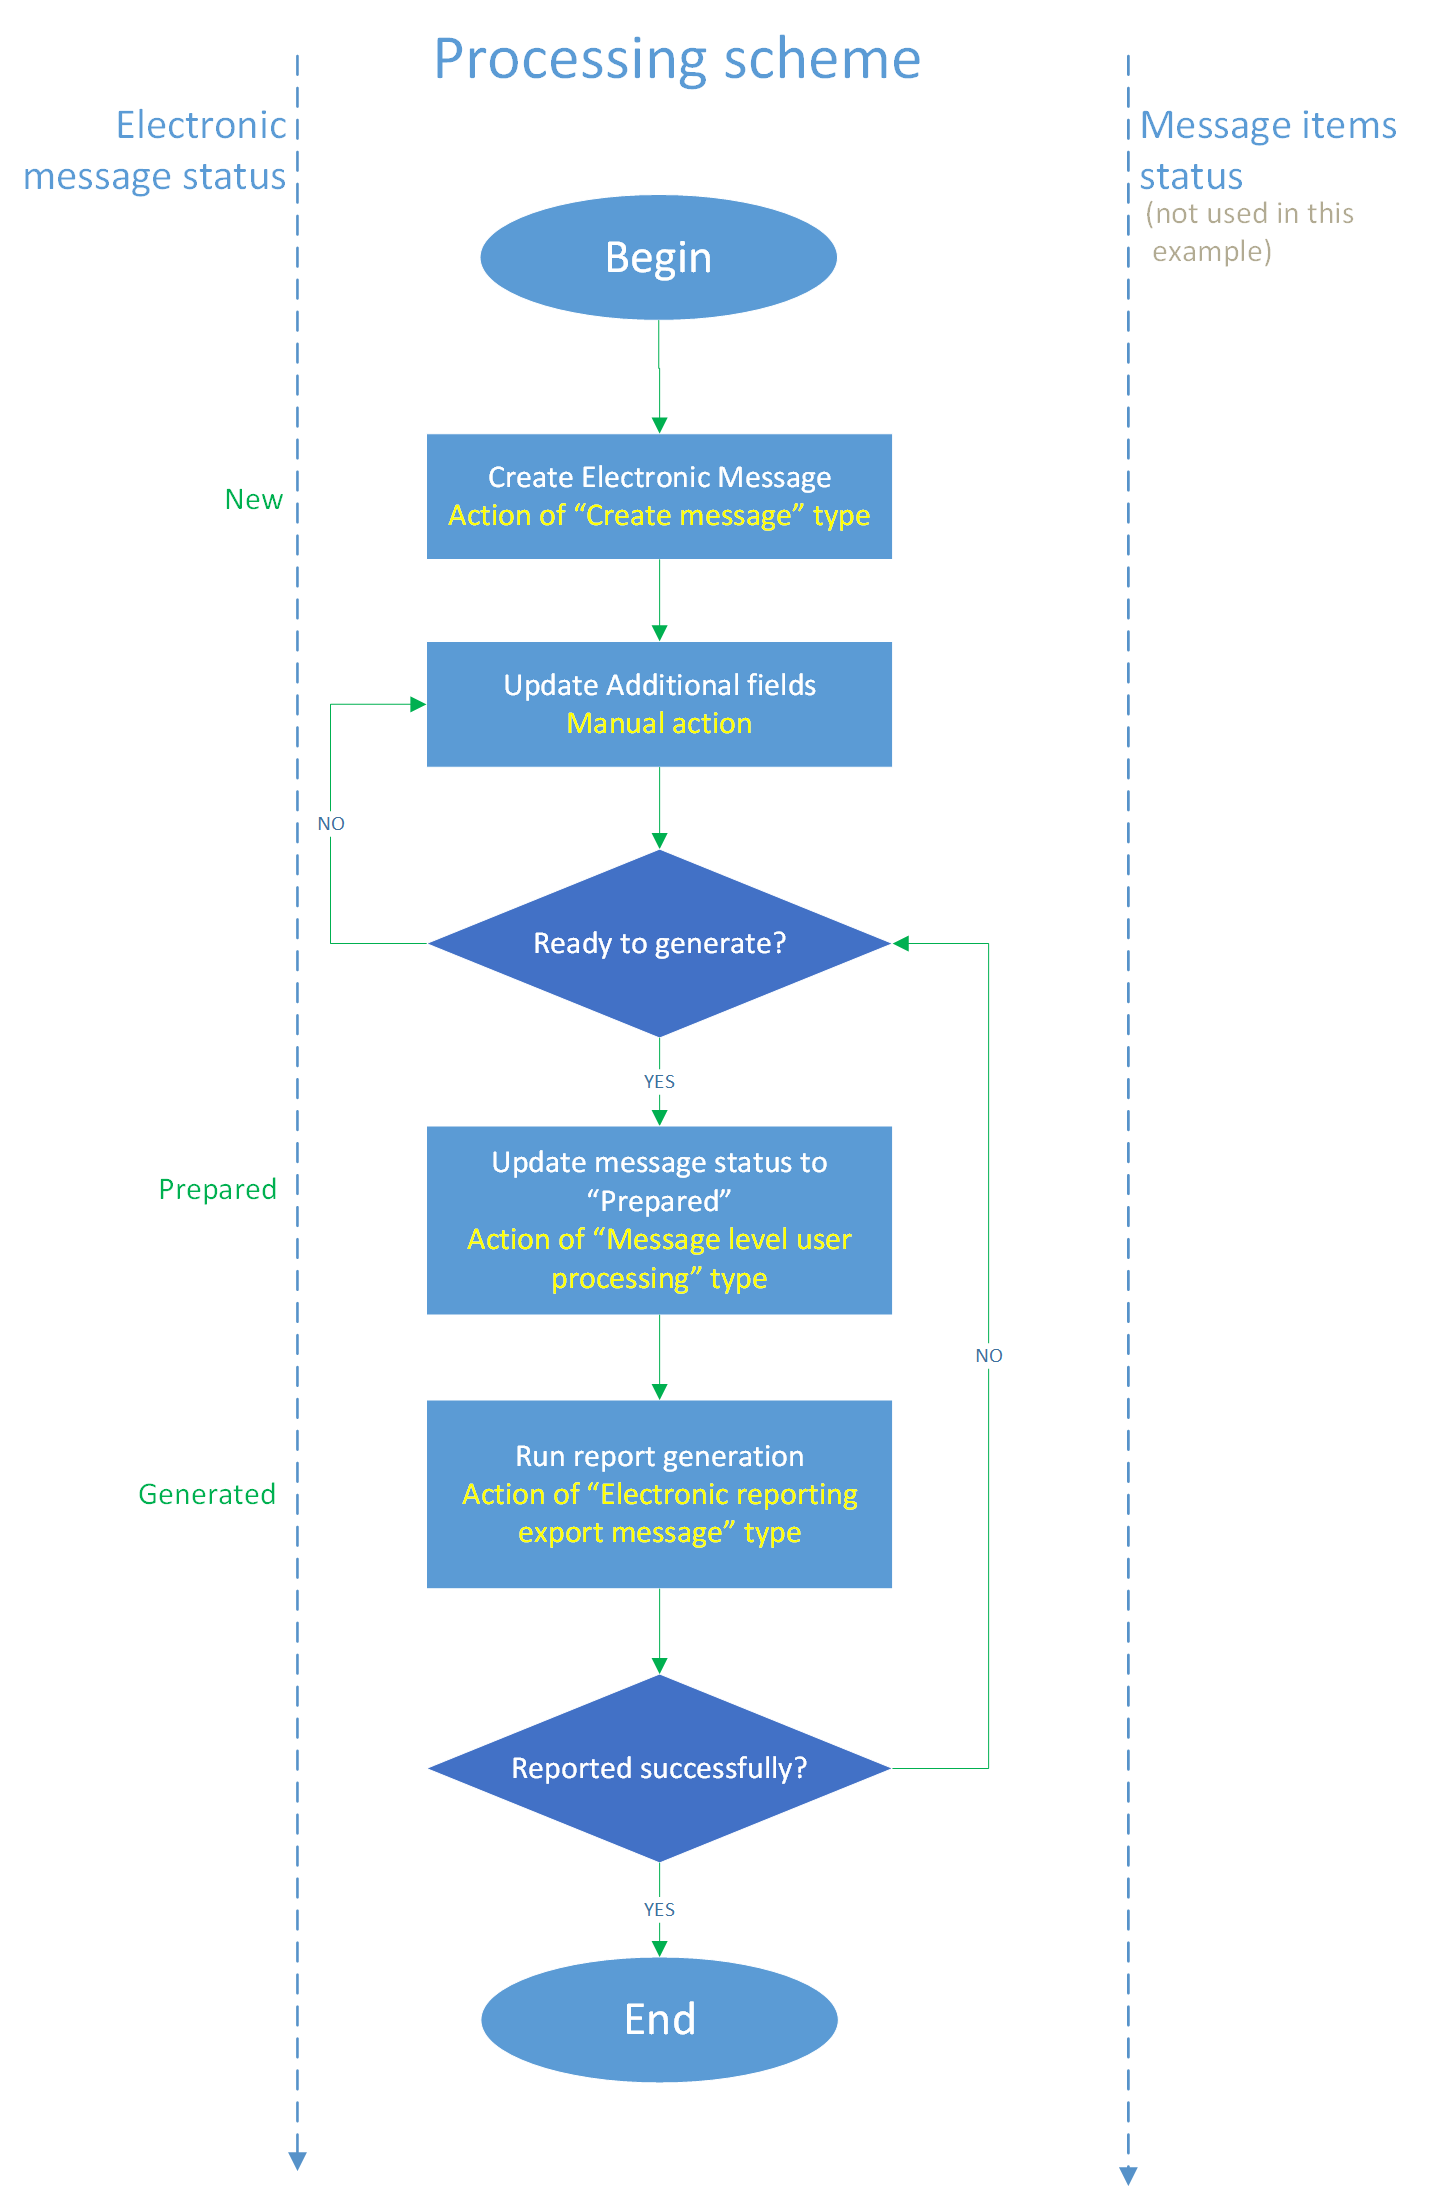 Processing scheme
Electronic
message status
Message items
status
(not used in this
example)
Begin
Create Electronic Message
Action of “Create message” type
New
Update Additional fields
Manual action
NO
Ready to generate?
YES
Update message status to
“Prepared”
Action of “Message level user
processing” type
Prepared
NO
Run report generation
Action of “Electronic reporting
export message” type
Generated
Reported successfully?
YES
End